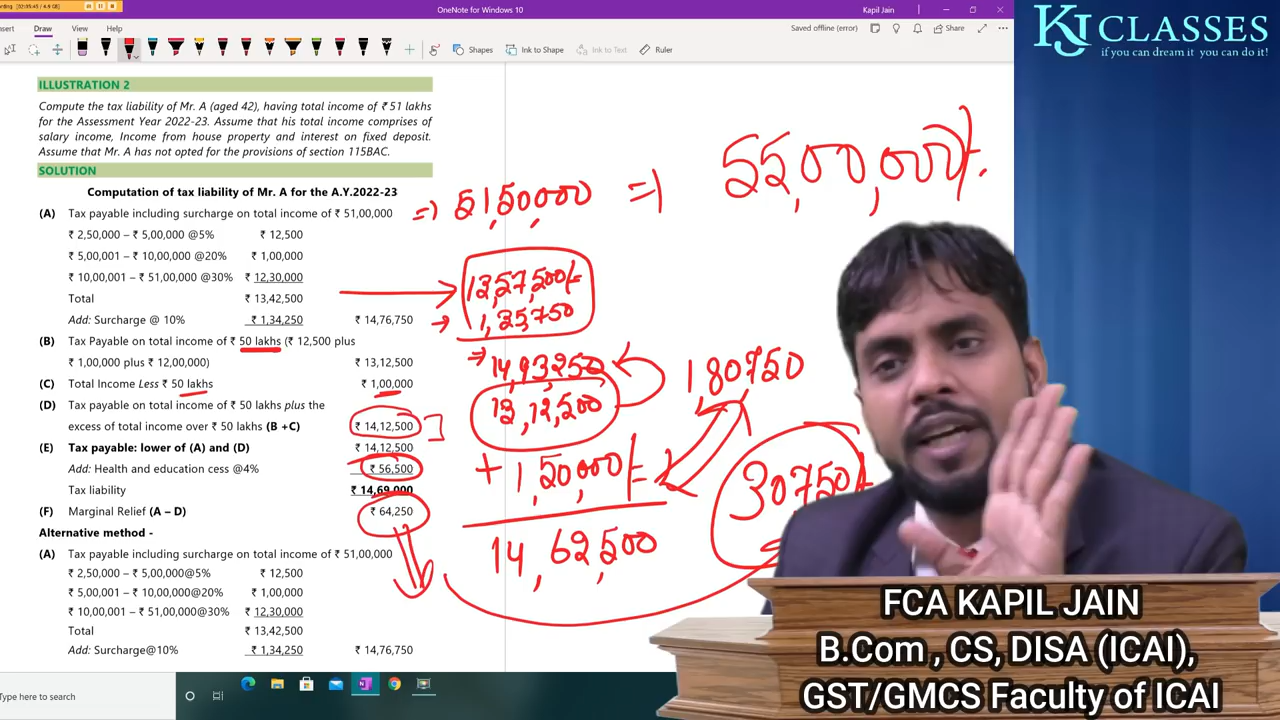 OneNote for Windows 10
Kapil Jain
Draw View Help
Saved offline (error) Share
Shapes Ink to Shape Ink to Text Ruler
KJ CLASSES
if you can dream it you can do it!
ILLUSTRATION 2
Compute the tax liability of Mr. A (aged 42), having total income of ₹ 51 lakhs
for the Assessment Year 2022-23. Assume that his total income comprises of
salary income, Income from house property and interest on fixed deposit.
Assume that Mr. A has not opted for the provisions of section 115BAC.
SOLUTION
Computation of tax liability of Mr. A for the A.Y.2022-23
(A) Tax payable including surcharge on total income of ₹ 51,00,000
₹ 2,50,000 – ₹ 5,00,000 @5% ₹ 12,500
₹ 5,00,001 – ₹ 10,00,000 @20% ₹ 1,00,000
₹ 10,00,001 – ₹ 51,00,000 @30% ₹ 12,30,000
Total ₹ 13,42,500
Add: Surcharge @ 10% ₹ 1,34,250 ₹ 14,76,750
(B) Tax Payable on total income of ₹ 50 lakhs (₹ 12,500 plus
₹ 1,00,000 plus ₹ 12,00,000) ₹ 13,12,500
(C) Total Income Less ₹ 50 lakhs ₹ 1,00,000
(D) Tax payable on total income of ₹ 50 lakhs plus the
excess of total income over ₹ 50 lakhs (B +C) ₹ 14,12,500
(E) Tax payable: lower of (A) and (D) ₹ 14,12,500
Add: Health and education cess @4% ₹ 56,500
Tax liability ₹ 14,69,000
(F) Marginal Relief (A – D) ₹ 64,250
Alternative method -
(A) Tax payable including surcharge on total income of ₹ 51,00,000
₹ 2,50,000 – ₹ 5,00,000@5% ₹ 12,500
₹ 5,00,001 – ₹ 10,00,000@20% ₹ 1,00,000
₹ 10,00,001 – ₹ 51,00,000@30% ₹ 12,30,000
Total ₹ 13,42,500
Add: Surcharge@10% ₹ 1,34,250 ₹ 14,76,750
=) 51,50,000 =) 55,00,000/-.
13,57,500/-
1,35,750
14,93,250
13,12,500
+ 1,50,000/-
14,62,500
180750
30750/-
FCA KAPIL JAIN
B.Com , CS, DISA (ICAI),
GST/GMCS Faculty of ICAI
Type here to search